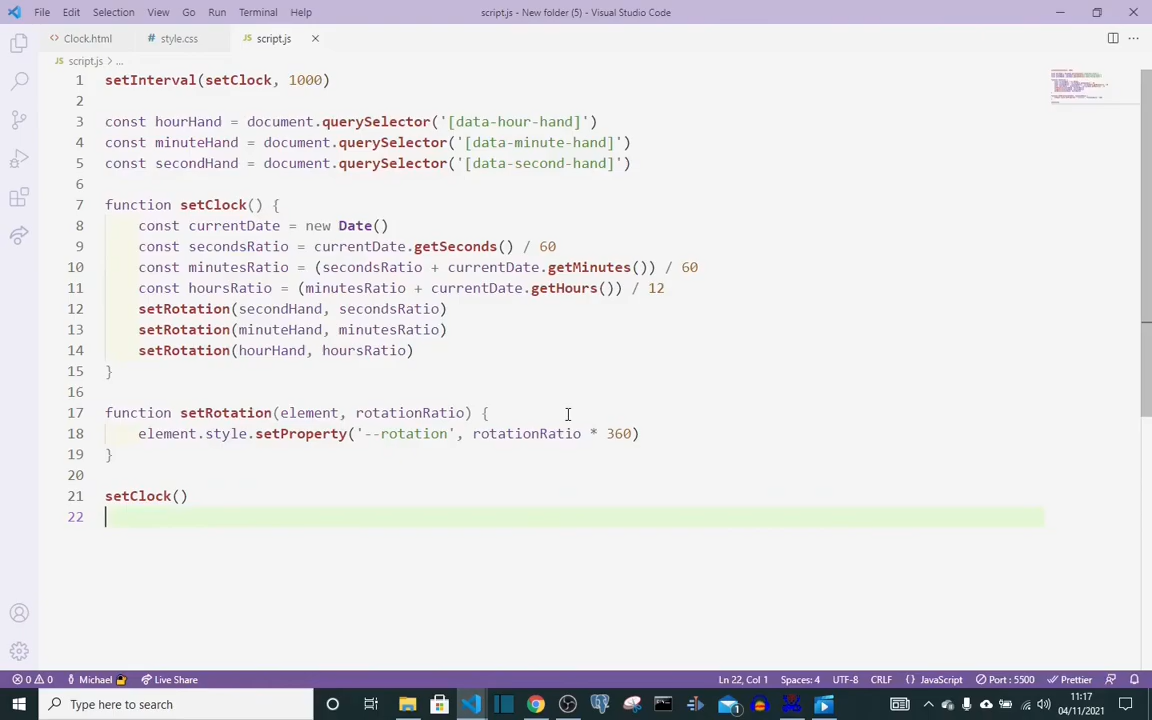 File Edit Selection View Go Run Terminal Help script.js - New folder (5) - Visual Studio Code
<> Clock.html # style.css JS script.js
JS script.js > ...
1 setInterval(setClock, 1000)
2
3 const hourHand = document.querySelector('[data-hour-hand]')
4 const minuteHand = document.querySelector('[data-minute-hand]')
5 const secondHand = document.querySelector('[data-second-hand]')
6
7 function setClock() {
8 const currentDate = new Date()
9 const secondsRatio = currentDate.getSeconds() / 60
10 const minutesRatio = (secondsRatio + currentDate.getMinutes()) / 60
11 const hoursRatio = (minutesRatio + currentDate.getHours()) / 12
12 setRotation(secondHand, secondsRatio)
13 setRotation(minuteHand, minutesRatio)
14 setRotation(hourHand, hoursRatio)
15 }
16
17 function setRotation(element, rotationRatio) {
18 element.style.setProperty('--rotation', rotationRatio * 360)
19 }
20
21 setClock()
22
0 0 Michael Live Share Ln 22, Col 1 Spaces: 4 UTF-8 CRLF {} JavaScript Port : 5500 Prettier
Type here to search 1 11:17
04/11/2021